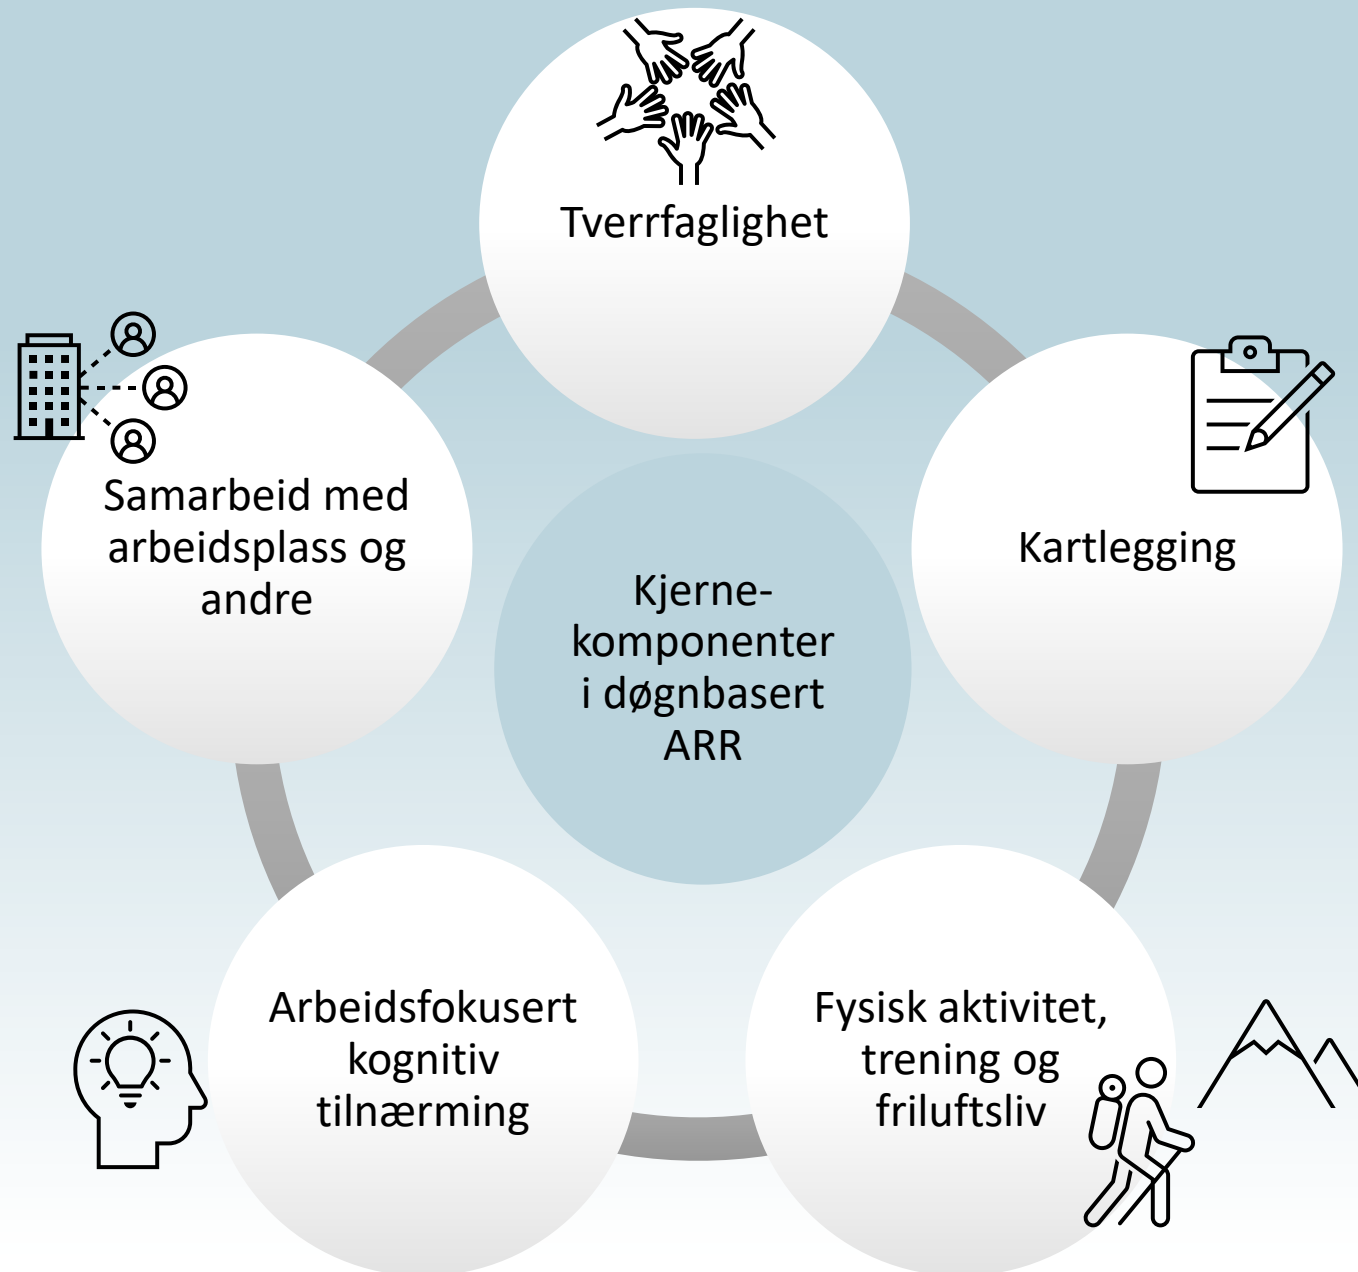 Tverrfaglighet
Kartlegging
Fysisk aktivitet,
trening og
friluftsliv
Arbeidsfokusert
kognitiv
tilnærming
Samarbeid med
arbeidsplass og
andre
Kjerne-
komponenter
i døgnbasert
ARR